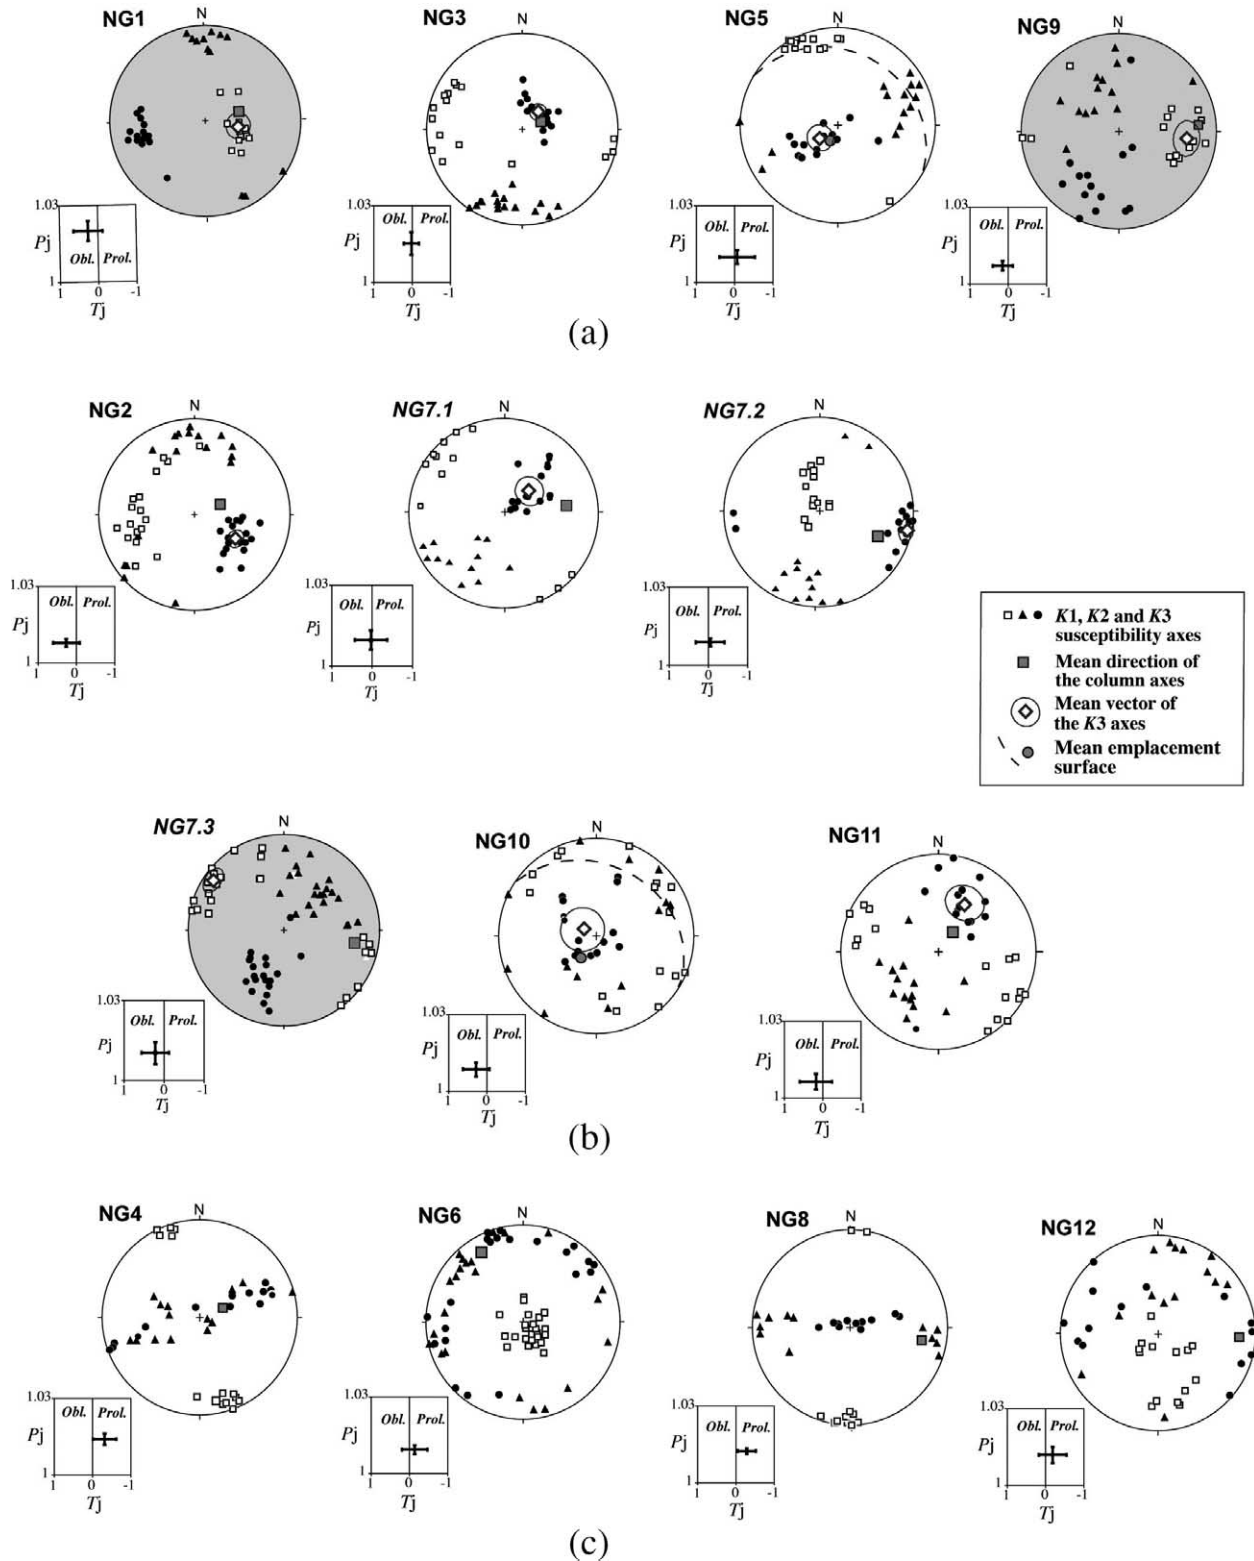 NG1
N
1.03
Pj
Obl. Prol.
1
1 0 -1
Tj
NG3
N
1.03
Obl. Prol.
Pj
1
1 0 -1
Tj
NG5
N
1.03
Obl. Prol.
Pj
1
1 0 -1
Tj
NG9
N
1.03
Obl. Prol.
Pj
1
1 0 -1
Tj
(a)
NG2
N
1.03
Obl. Prol.
Pj
1
1 0 -1
Tj
NG7.1
N
1.03
Obl. Prol.
Pj
1
1 0 -1
Tj
NG7.2
N
1.03
Obl. Prol.
Pj
1
1 0 -1
Tj
K1, K2 and K3
susceptibility axes
Mean direction of
the column axes
Mean vector of
the K3 axes
Mean emplacement
surface
NG7.3
N
1.03
Obl. Prol.
Pj
1
1 0 -1
Tj
NG10
N
1.03
Obl. Prol.
Pj
1
1 0 -1
Tj
NG11
N
1.03
Obl. Prol.
Pj
1
1 0 -1
Tj
(b)
NG4
N
1.03
Obl. Prol.
Pj
1
1 0 -1
Tj
NG6
N
1.03
Obl. Prol.
Pj
1
1 0 -1
Tj
NG8
N
1.03
Obl. Prol.
Pj
1
1 0 -1
Tj
NG12
N
1.03
Obl. Prol.
Pj
1
1 0 -1
Tj
(c)